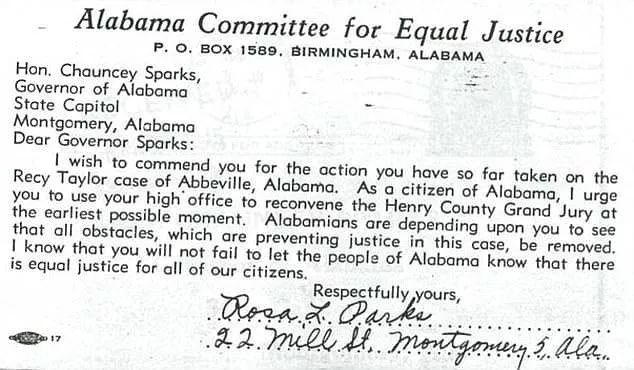 Alabama Committee for Equal Justice
P. O. BOX 1589, BIRMINGHAM, ALABAMA
Hon. Chauncey Sparks,
Governor of Alabama
State Capitol
Montgomery, Alabama
Dear Governor Sparks:
I wish to commend you for the action you have so far taken on the
Recy Taylor case of Abbeville, Alabama. As a citizen of Alabama, I urge
you to use your high office to reconvene the Henry County Grand Jury at
the earliest possible moment. Alabamians are depending upon you to see
that all obstacles, which are preventing justice in this case, be removed.
I know that you will not fail to let the people of Alabama know that there
is equal justice for all of our citizens.
Respectfully yours,
Rosa L. Parks
22 Mill St. Montgomery 5, Ala.
17